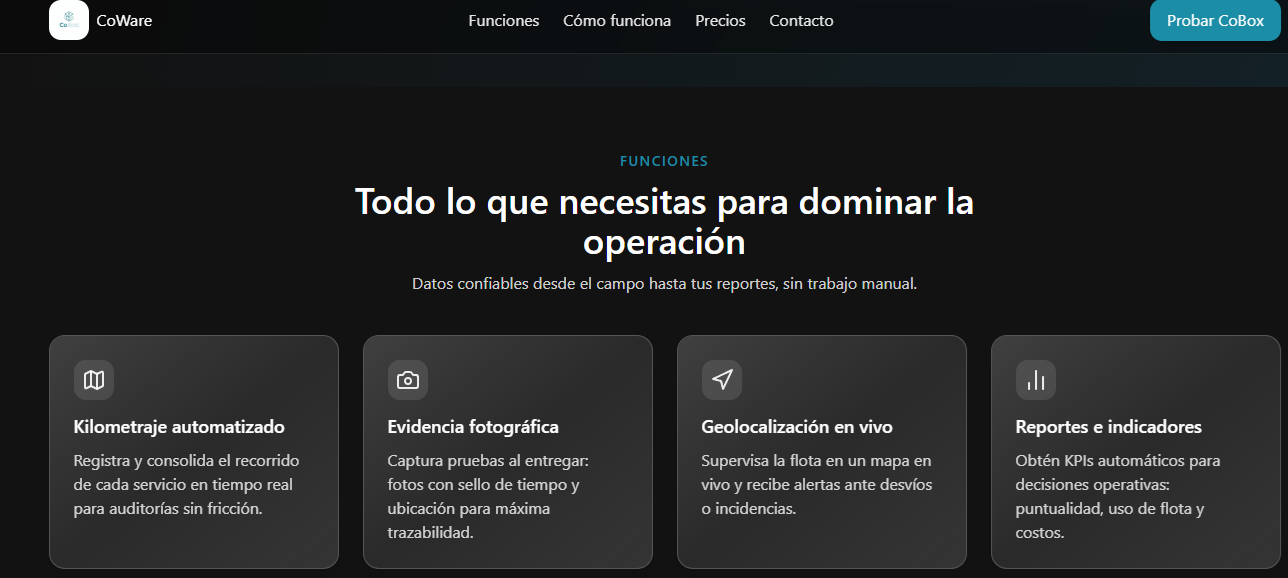 CoWare
Funciones
Cómo funciona
Precios
Contacto
Probar CoBox
FUNCIONES
Todo lo que necesitas para dominar la
operación
Datos confiables desde el campo hasta tus reportes, sin trabajo manual.
Kilometraje automatizado
Registra y consolida el recorrido
de cada servicio en tiempo real
para auditorías sin fricción.
Evidencia fotográfica
Captura pruebas al entregar:
fotos con sello de tiempo y
ubicación para máxima
trazabilidad.
Geolocalización en vivo
Supervisa la flota en un mapa en
vivo y recibe alertas ante desvíos
o incidencias.
Reportes e indicadores
Obtén KPIs automáticos para
decisiones operativas:
puntualidad, uso de flota y
costos.